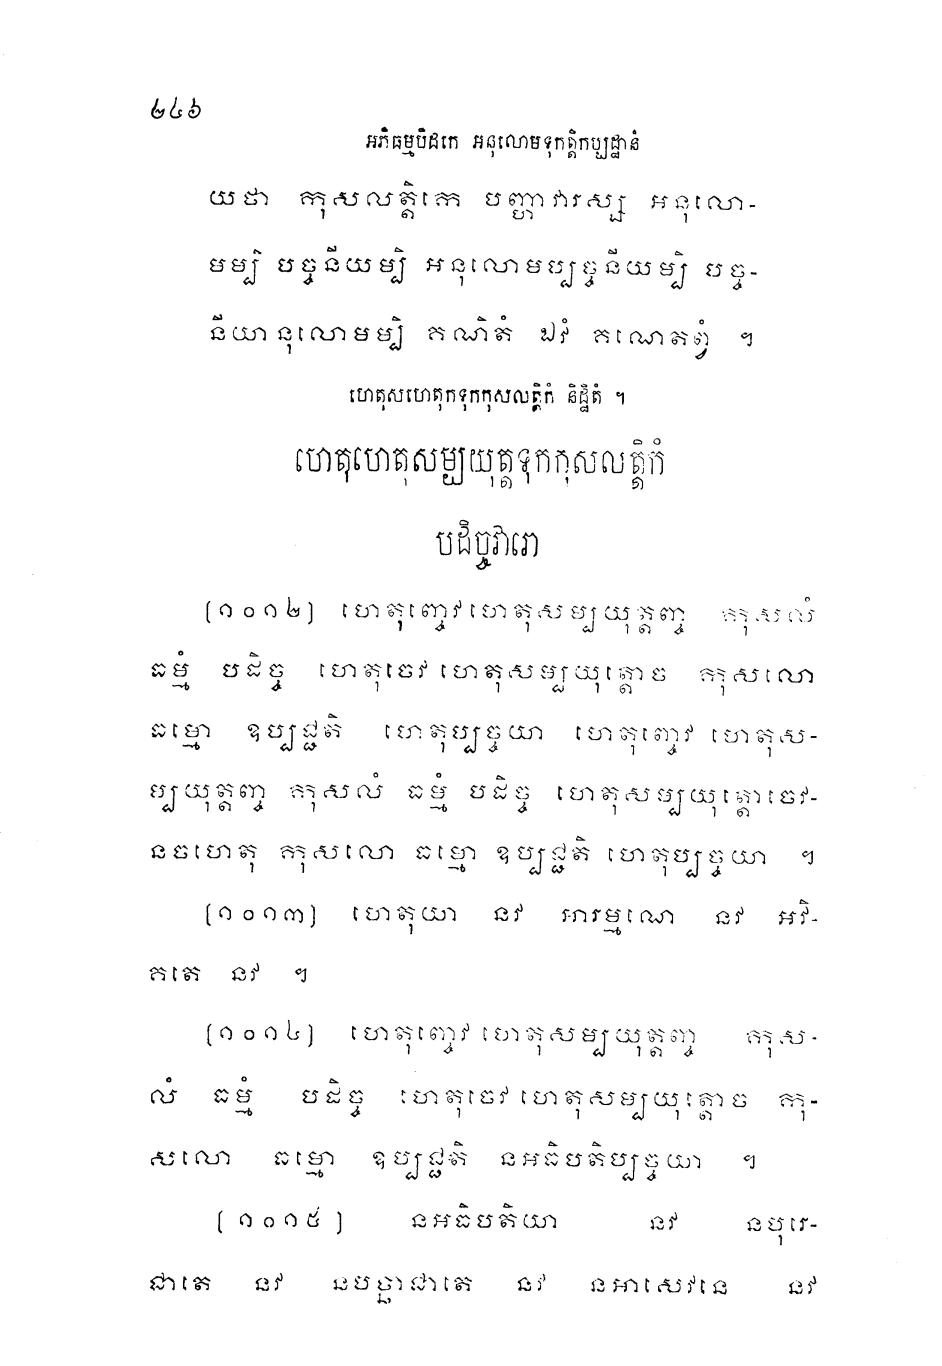 ២៤៦
អភិធម្មបិដកេ អនុលោមទុកត្តិកប្បដ្ឋានំ
យថា កុសលត្តិកេ បញ្ហាវារស្ស អនុលោ-
មម្បិ បច្ចនីយម្បិ អនុលោមប្បច្ចនីយម្បិ បច្ច-
នីយានុលោមម្បិ គណិតំ ឯវំ គណេតព្វំ ។
ហេតុសហេតុកទុកកុសលត្តិកំ និដ្ឋិតំ ។
ហេតុហេតុសម្បយុត្តទុកកុសលត្តិកំ
បដិច្ចវារោ
[១០១២] ហេតុញ្ចេវហេតុសម្បយុត្តញ្ច កុសលំ
ធម្មំ បដិច្ច ហេតុចេវហេតុសម្បយុត្តោច កុសលោ
ធម្មោ ឧប្បជ្ជតិ ហេតុប្បច្ចយា ហេតុញ្ចេវ ហេតុស-
ម្បយុត្តញ្ច កុសលំ ធម្មំ បដិច្ច ហេតុសម្បយុត្តោចេវ-
នចហេតុ កុសលោ ធម្មោ ឧប្បជ្ជតិ ហេតុប្បច្ចយា ។
[១០១៣] ហេតុយា នវ អារម្មណេ នវ អវិ-
គតេ នវ ។
[១០១៤] ហេតុញ្ចេវហេតុសម្បយុត្តញ្ច កុស-
លំ ធម្មំ បដិច្ច ហេតុចេវហេតុសម្បយុត្តោច កុ-
សលោ ធម្មោ ឧប្បជ្ជតិ នអធិបតិប្បច្ចយា ។
[១០១៥] នអធិបតិយា នវ នបុរេ-
ជាតេ នវ នបច្ឆាជាតេ នវ នអាសេវនេ នវ